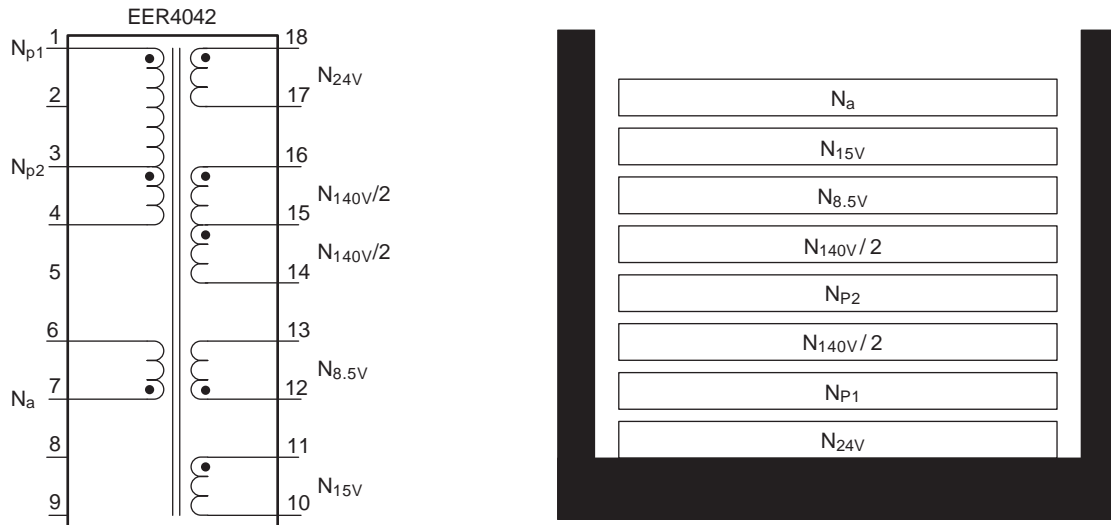 EER4042
Np1
1
2
3
Np2
4
5
6
7
Na
8
9
18
N24V
17
16
N140V/2
15
N140V/2
14
13
N8.5V
12
11
N15V
10
Na
N15V
N8.5V
N140V/2
NP2
N140V/2
NP1
N24V